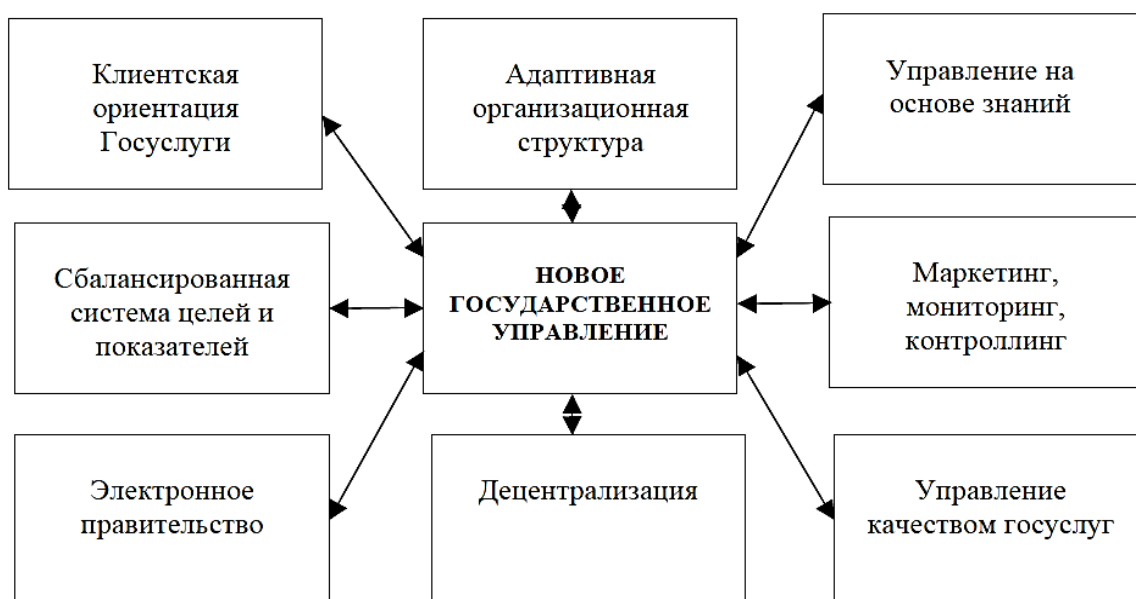 Клиентская
ориентация
Госуслуги
Адаптивная
организационная
структура
Управление на
основе знаний
Сбалансированная
система целей и
показателей
НОВОЕ
ГОСУДАРСТВЕННОЕ
УПРАВЛЕНИЕ
Маркетинг,
мониторинг,
контроллинг
Электронное
правительство
Децентрализация
Управление
качеством госуслуг